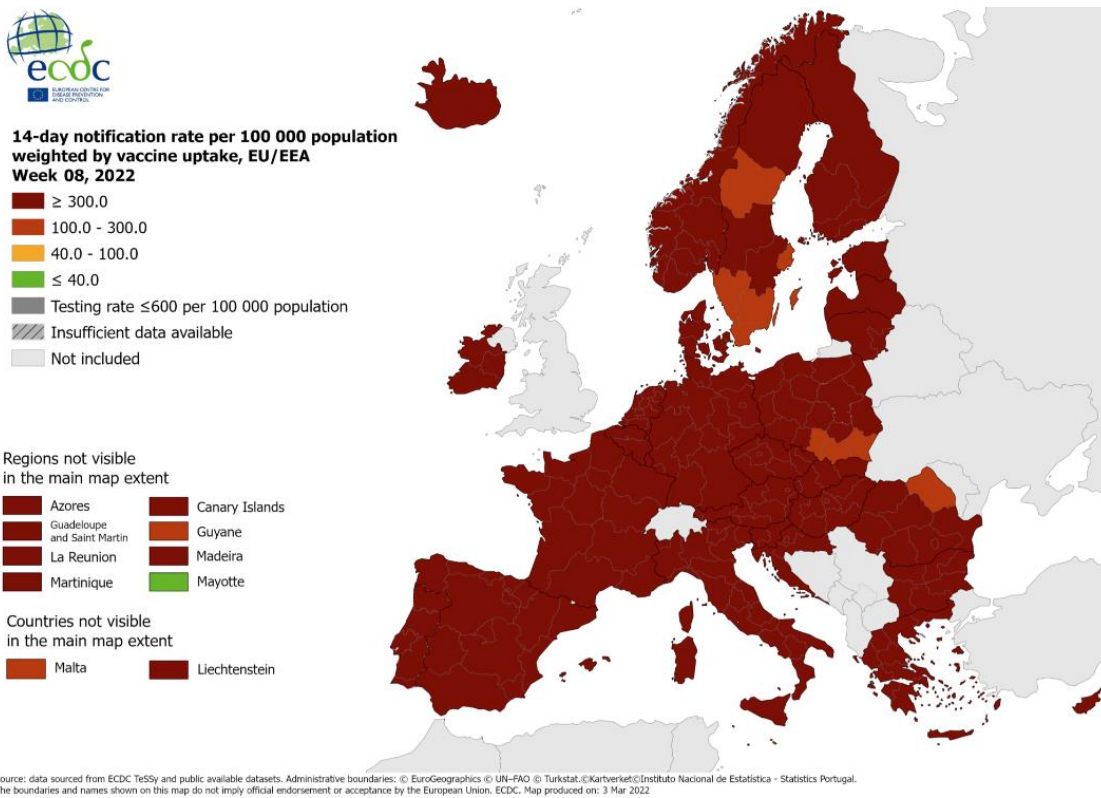 ecdc
EUROPEAN CENTRE FOR
DISEASE PREVENTION
AND CONTROL
14-day notification rate per 100 000 population
weighted by vaccine uptake, EU/EEA
Week 08, 2022
≥ 300.0
100.0 - 300.0
40.0 - 100.0
≤ 40.0
Testing rate ≤600 per 100 000 population
Insufficient data available
Not included
Regions not visible
in the main map extent
Azores
Canary Islands
Guadeloupe
and Saint Martin
Guyane
La Reunion
Madeira
Martinique
Mayotte
Countries not visible
in the main map extent
Malta
Liechtenstein
ource: data sourced from ECDC TeSSy and public available datasets. Administrative boundaries: © EuroGeographics © UN–FAO © Turkstat.©Kartverket©Instituto Nacional de Estatística - Statistics Portugal.
he boundaries and names shown on this map do not imply official endorsement or acceptance by the European Union. ECDC. Map produced on: 3 Mar 2022